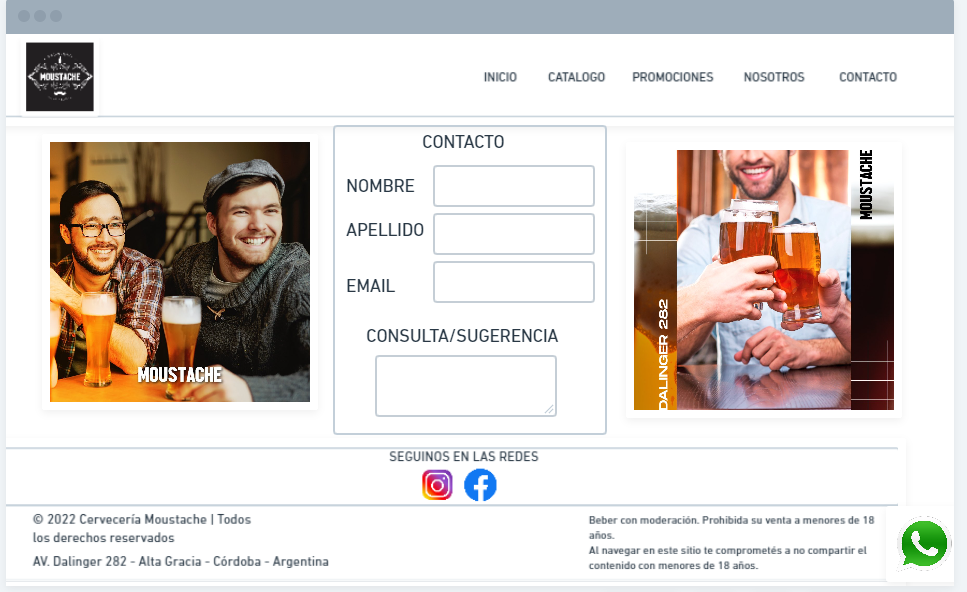 MOUSTACHE
INICIO CATALOGO PROMOCIONES NOSOTROS CONTACTO
MOUSTACHE
CONTACTO
NOMBRE
APELLIDO
EMAIL
CONSULTA/SUGERENCIA
DALINGER 282
MOUSTACHE
SEGUINOS EN LAS REDES
© 2022 Cervecería Moustache | Todos
los derechos reservados
AV. Dalinger 282 - Alta Gracia - Córdoba - Argentina
Beber con moderación. Prohibida su venta a menores de 18
años.
Al navegar en este sitio te comprometés a no compartir el
contenido con menores de 18 años.